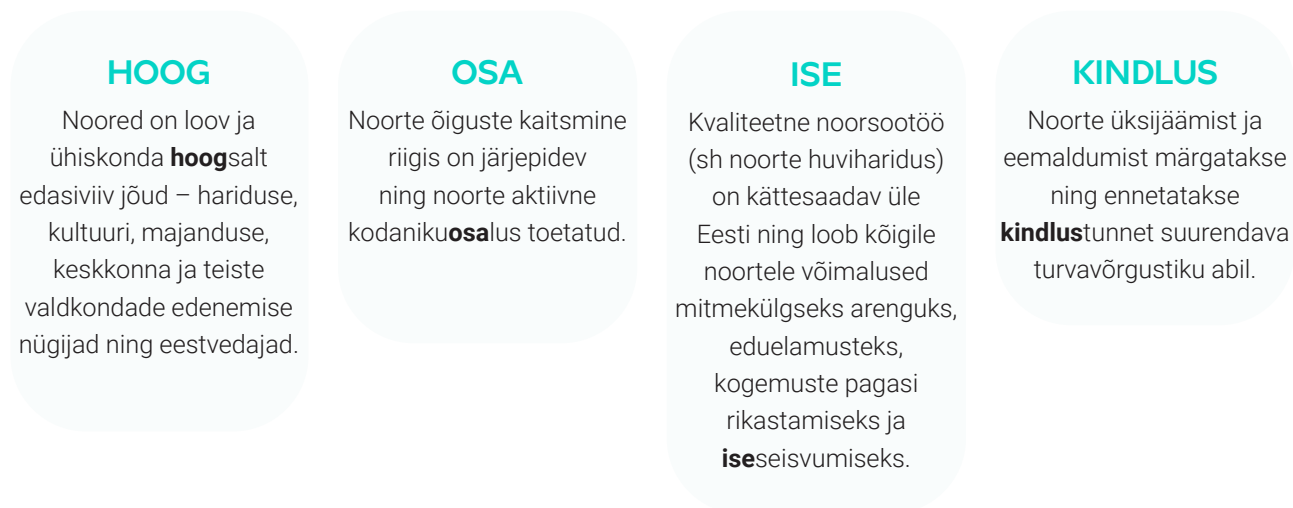 HOOG
Noored on loov ja
ühiskonda hoogsalt
edasiviiv jõud – hariduse,
kultuuri, majanduse,
keskkonna ja teiste
valdkondade edenemise
nügijad ning eestvedajad.
OSA
Noorte õiguste kaitsmine
riigis on järjepidev
ning noorte aktiivne
kodanikuosalus toetatud.
ISE
Kvaliteetne noorsootöö
(sh noorte huviharidus)
on kättesaadav üle
Eesti ning loob kõigile
noortele võimalused
mitmekülgseks arenguks,
eduelamusteks,
kogemuste pagasi
rikastamiseks ja
iseseisvumiseks.
KINDLUS
Noorte üksijäämist ja
eemaldumist märgatakse
ning ennetatakse
kindlustunnet suurendava
turvavõrgustiku abil.